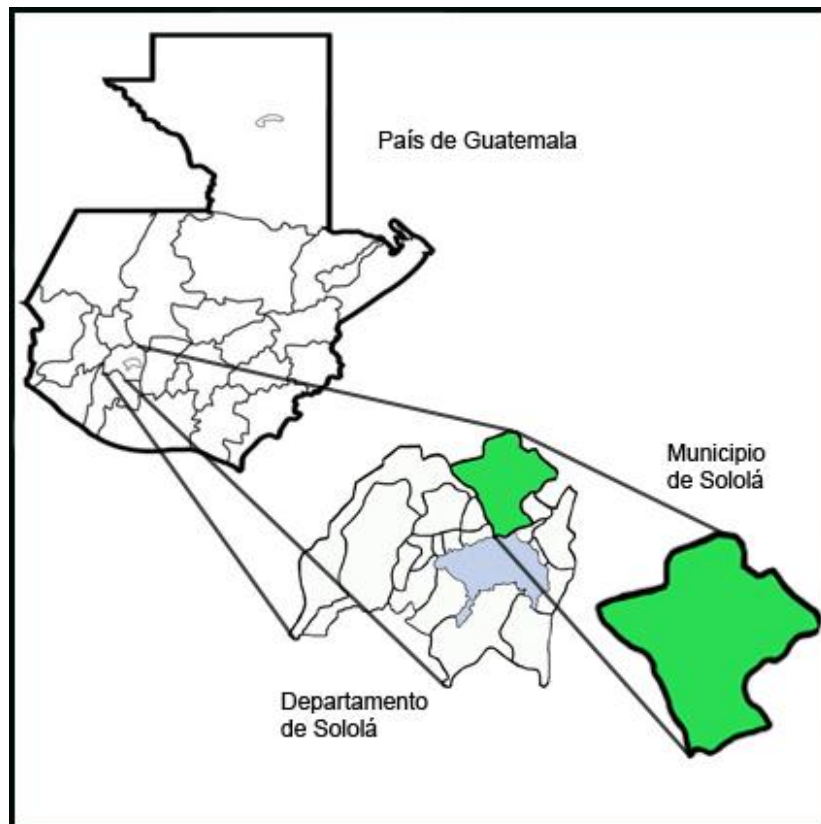 País de Guatemala
Municipio
de Sololá
Departamento
de Sololá